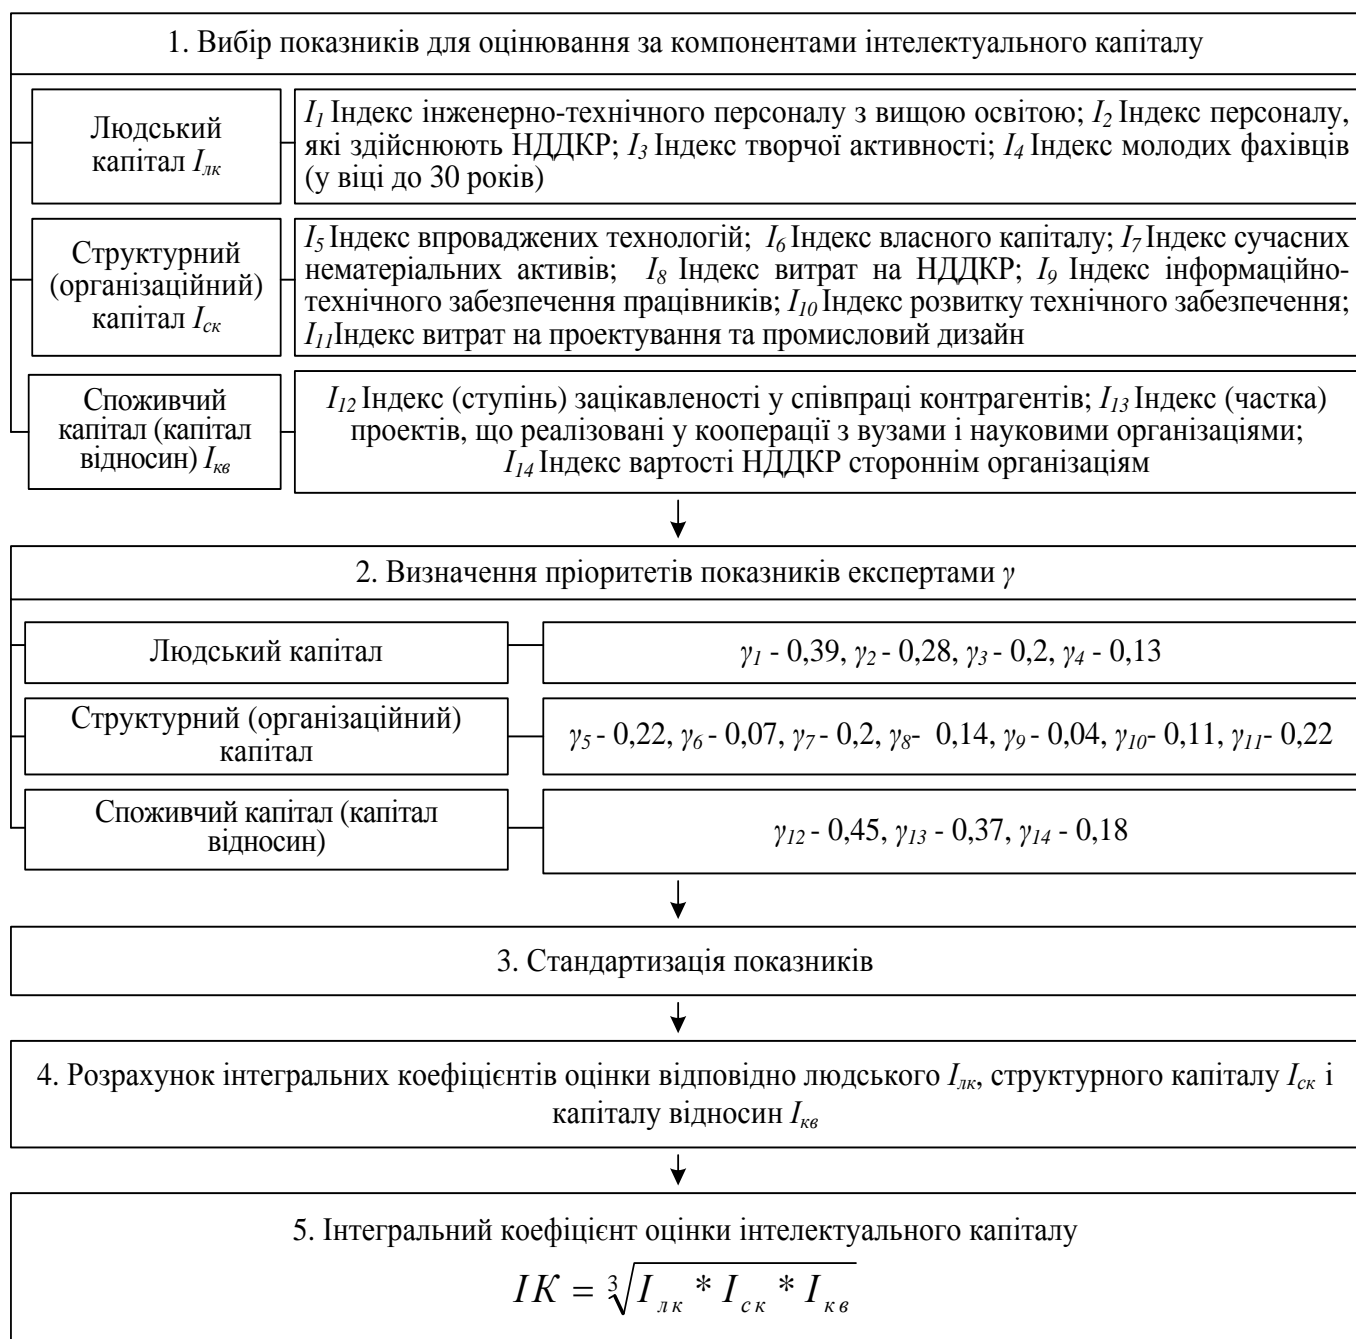 1. Вибір показників для оцінювання за компонентами інтелектуального капіталу
Людський
капітал Iлк
I1 Індекс інженерно-технічного персоналу з вищою освітою; I2 Індекс персоналу,
які здійснюють НДДКР; I3 Індекс творчої активності; I4 Індекс молодих фахівців
(у віці до 30 років)
Структурний
(організаційний)
капітал Iск
I5 Індекс впроваджених технологій; I6 Індекс власного капіталу; I7 Індекс сучасних
нематеріальних активів; I8 Індекс витрат на НДДКР; I9 Індекс інформаційно-
технічного забезпечення працівників; I10 Індекс розвитку технічного забезпечення;
I11Індекс витрат на проектування та промисловий дизайн
Споживчий
капітал (капітал
відносин) Iкв
I12 Індекс (ступінь) зацікавленості у співпраці контрагентів; I13 Індекс (частка)
проектів, що реалізовані у кооперації з вузами і науковими організаціями;
I14 Індекс вартості НДДКР стороннім організаціям
2. Визначення пріоритетів показників експертами γ
Людський капітал
γ1 - 0,39, γ2 - 0,28, γ3 - 0,2, γ4 - 0,13
Структурний (організаційний)
капітал
γ5 - 0,22, γ6 - 0,07, γ7 - 0,2, γ8- 0,14, γ9 - 0,04, γ10- 0,11, γ11- 0,22
Споживчий капітал (капітал
відносин)
γ12 - 0,45, γ13 - 0,37, γ14 - 0,18
3. Стандартизація показників
4. Розрахунок інтегральних коефіцієнтів оцінки відповідно людського Iлк, структурного капіталу Iск і
капіталу відносин Iкв
5. Інтегральний коефіцієнт оцінки інтелектуального капіталу
IК = ∛(Iлк * Iск * Iкв)